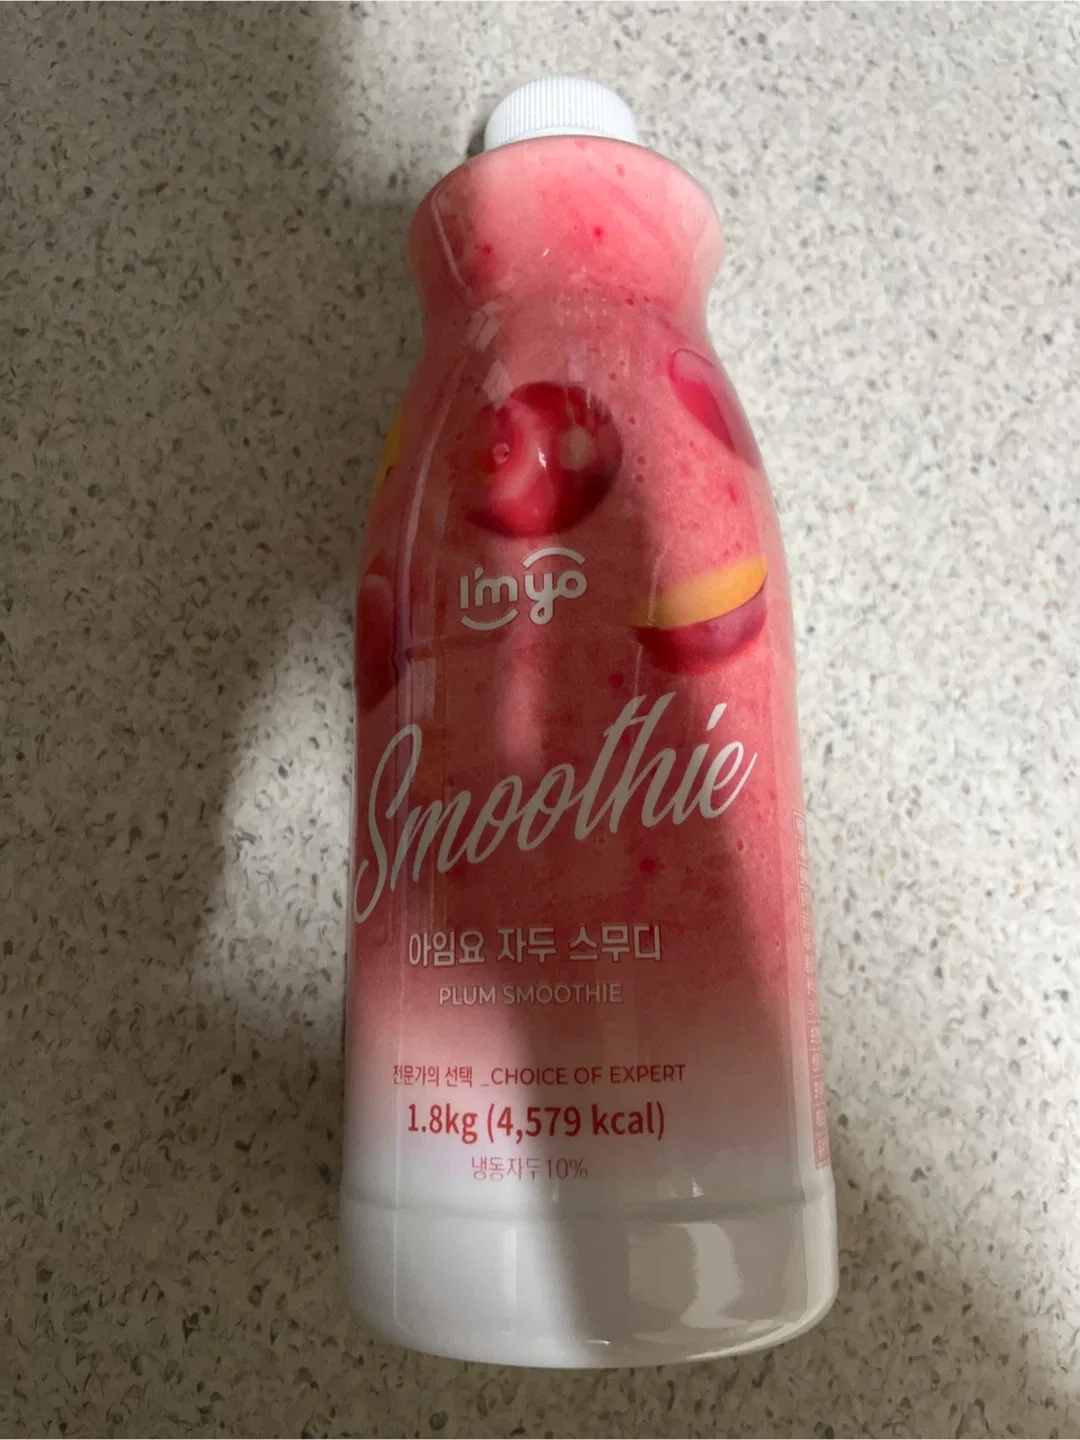 I'm yo
Smoothie
아임요 자두 스무디
PLUM SMOOTHIE
전문가의 선택 _CHOICE OF EXPERT
1.8kg (4,579 kcal)
냉동자두10%